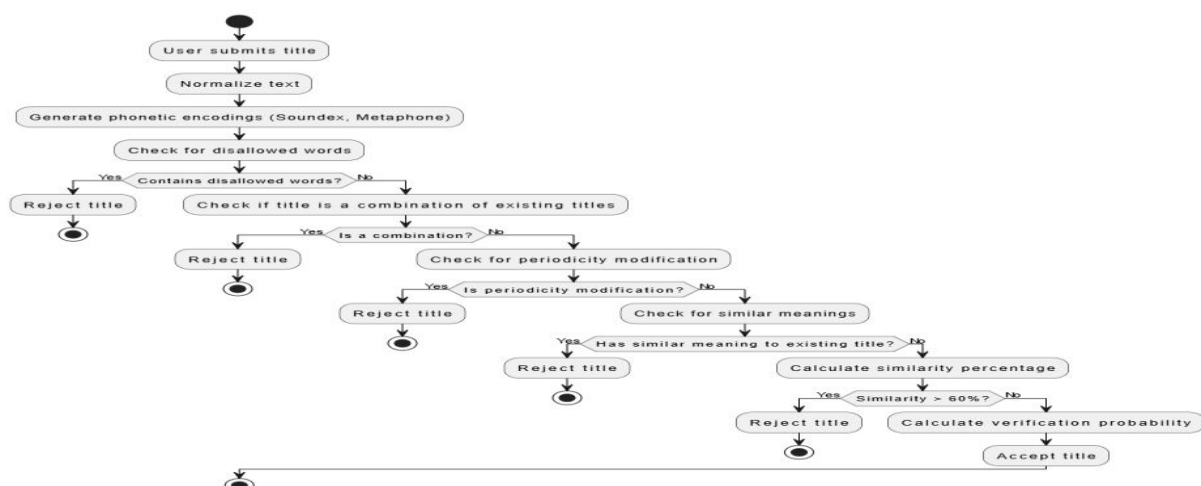 User submits title
Normalize text
Generate phonetic encodings (Soundex, Metaphone)
Check for disallowed words
Yes
Contains disallowed words?
No
Reject title
Check if title is a combination of existing titles
Yes
Is a combination?
No
Reject title
Check for periodicity modification
Yes
Is periodicity modification?
No
Reject title
Check for similar meanings
Yes
Has similar meaning to existing title?
No
Reject title
Calculate similarity percentage
Yes
Similarity > 60%?
No
Reject title
Calculate verification probability
Accept title